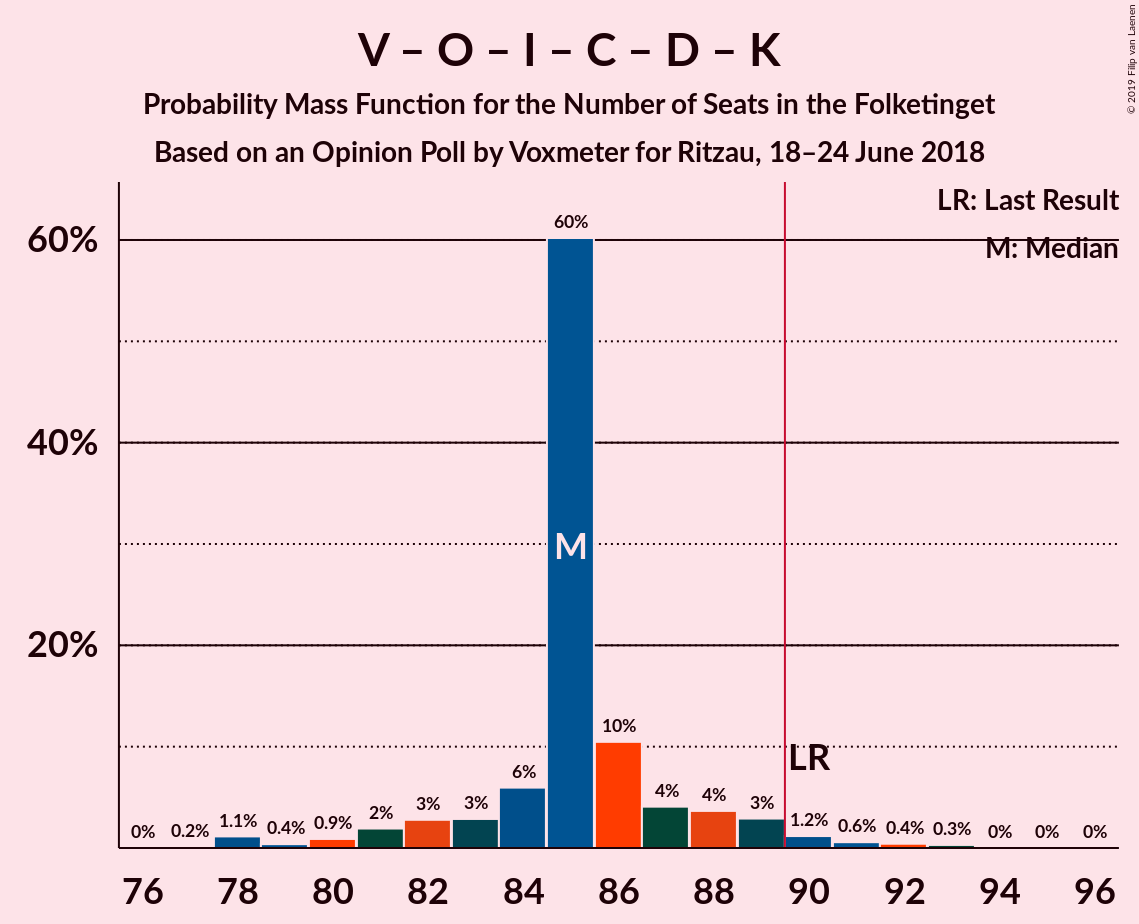 V – O – I – C – D – K
Probability Mass Function for the Number of Seats in the Folketinget
Based on an Opinion Poll by Voxmeter for Ritzau, 18–24 June 2018
© 2019 Filip van Laenen
LR: Last Result
M: Median
60%
40%
20%
0% 0.2% 1.1% 0.4% 0.9% 2% 3% 3% 6% 60% 10% 4% 4% 3% 1.2% 0.6% 0.4% 0.3% 0% 0% 0%
M
LR
76 78 80 82 84 86 88 90 92 94 96